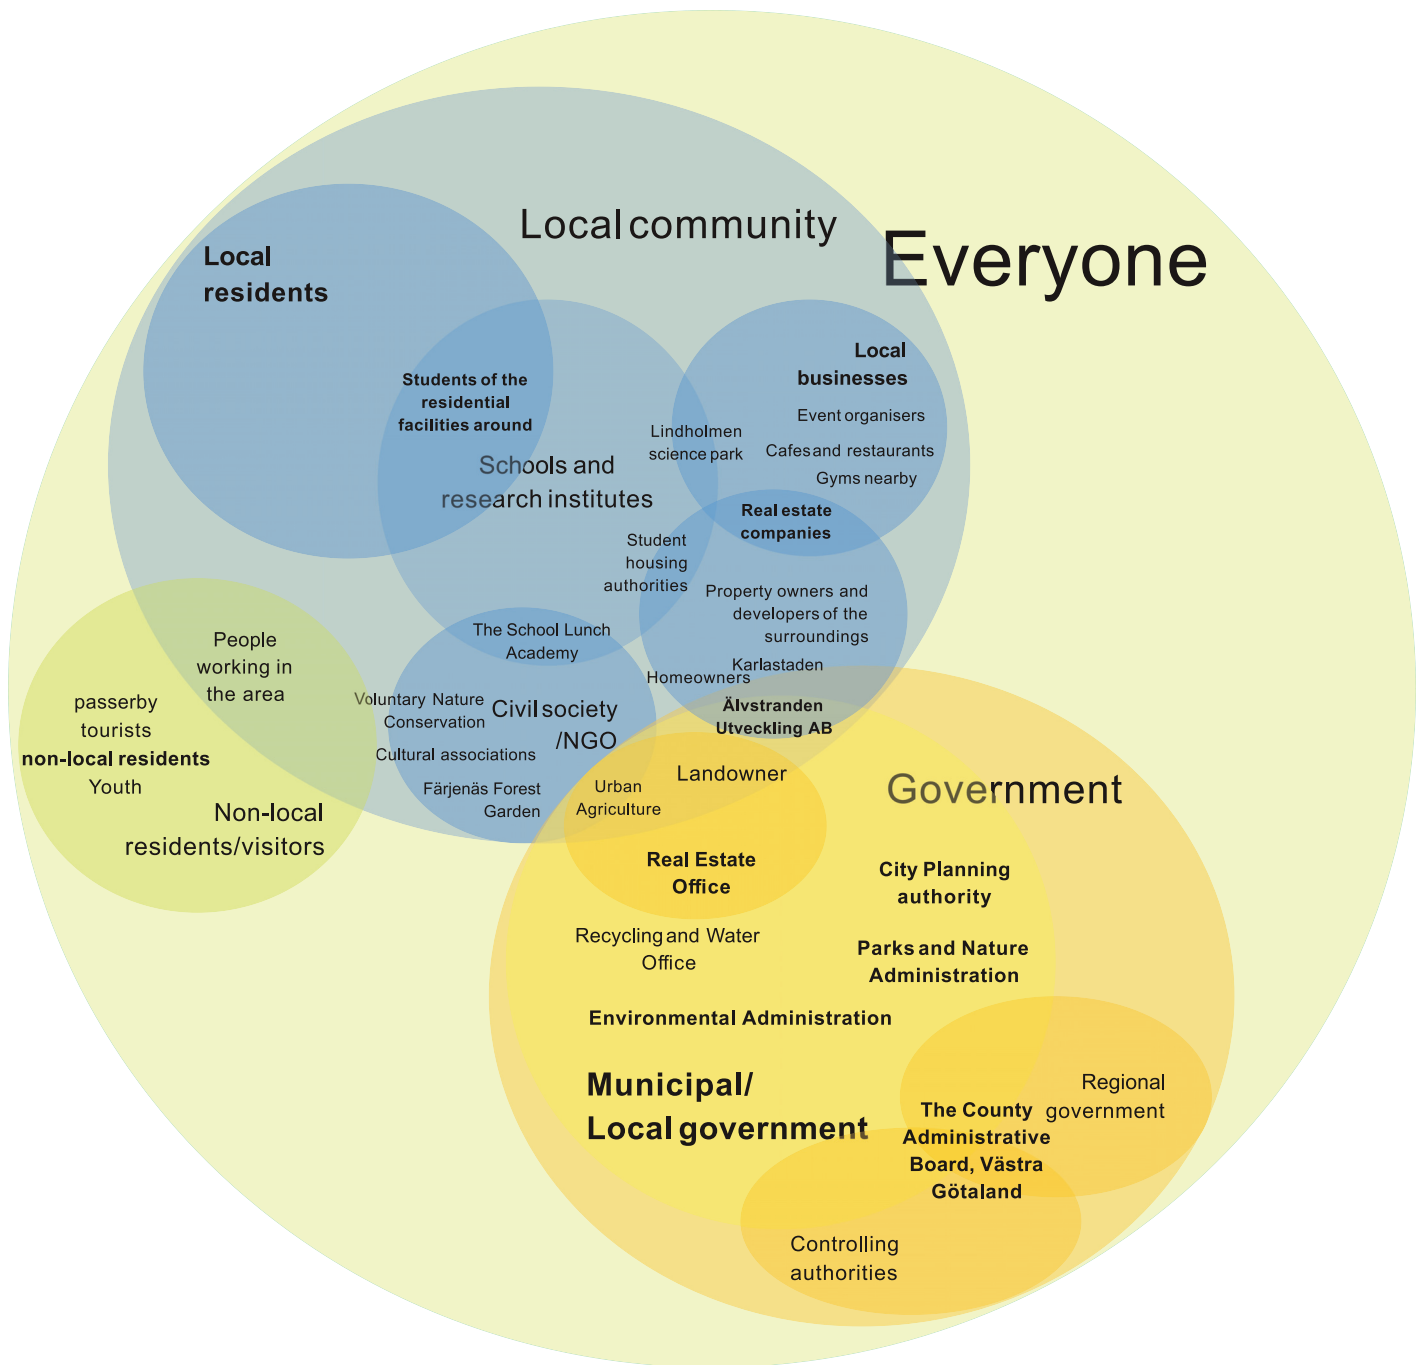 Local community
Everyone
Local
residents
Local
businesses
Event organisers
Cafes and restaurants
Gyms nearby
Students of the
residential
facilities around
Lindholmen
science park
Schools and
research institutes
Real estate
companies
Student
housing
authorities
Property owners and
developers of the
surroundings
Karlastaden
Homeowners
Älvstranden
Utveckling AB
The School Lunch
Academy
People
working in
the area
passerby
tourists
non-local residents
Youth
Non-local
residents/visitors
Voluntary Nature
Conservation
Civil society
/NGO
Cultural associations
Färjenäs Forest
Garden
Urban
Agriculture
Landowner
Government
Real Estate
Office
City Planning
authority
Recycling and Water
Office
Parks and Nature
Administration
Environmental Administration
Municipal/
Local government
Regional
government
The County
Administrative
Board, Västra
Götaland
Controlling
authorities